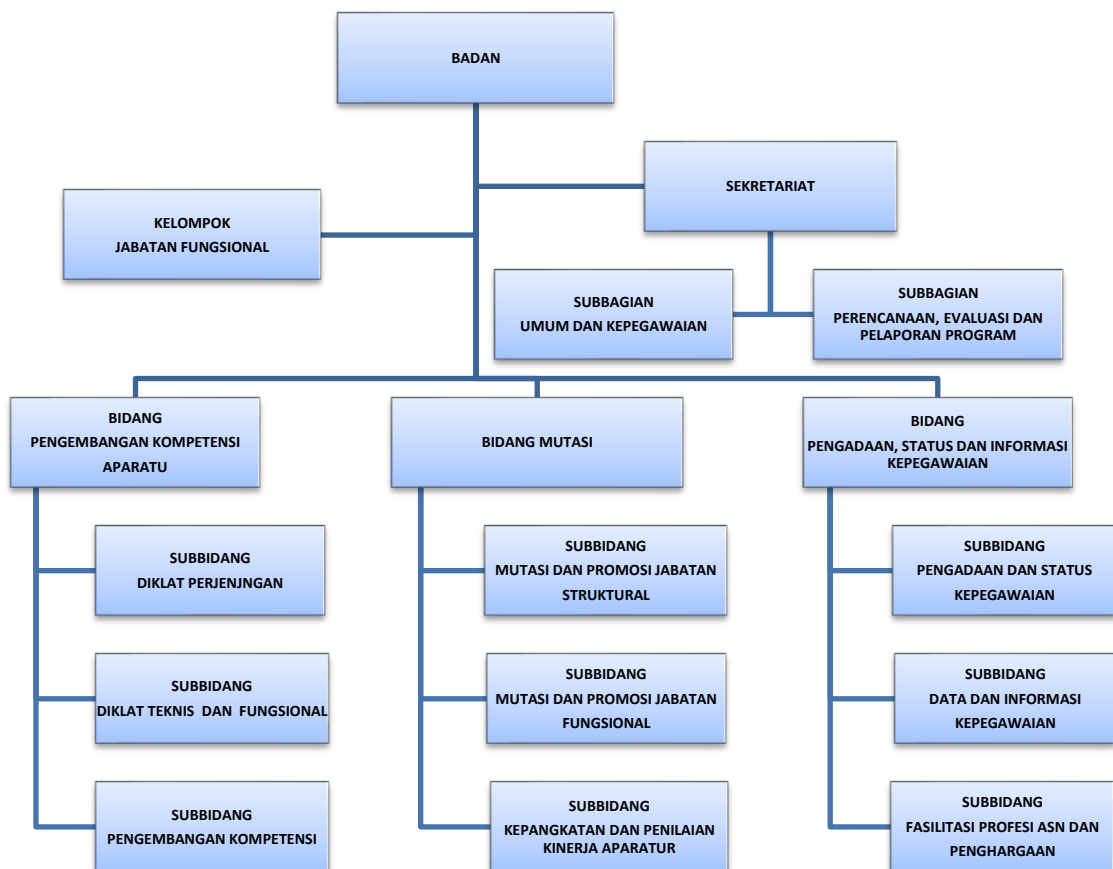 BADAN
SEKRETARIAT
KELOMPOK
JABATAN FUNGSIONAL
SUBBAGIAN
UMUM DAN KEPEGAWAIAN
SUBBAGIAN
PERENCANAAN, EVALUASI DAN
PELAPORAN PROGRAM
BIDANG
PENGEMBANGAN KOMPETENSI
APARATU
BIDANG MUTASI
BIDANG
PENGADAAN, STATUS DAN INFORMASI
KEPEGAWAIAN
SUBBIDANG
DIKLAT PERJENJNGAN
SUBBIDANG
MUTASI DAN PROMOSI JABATAN
STRUKTURAL
SUBBIDANG
PENGADAAN DAN STATUS
KEPEGAWAIAN
SUBBIDANG
DIKLAT TEKNIS DAN FUNGSIONAL
SUBBIDANG
MUTASI DAN PROMOSI JABATAN
FUNGSIONAL
SUBBIDANG
DATA DAN INFORMASI
KEPEGAWAIAN
SUBBIDANG
PENGEMBANGAN KOMPETENSI
SUBBIDANG
KEPANGKATAN DAN PENILAIAN
KINERJA APARATUR
SUBBIDANG
FASILITASI PROFESI ASN DAN
PENGHARGAAN